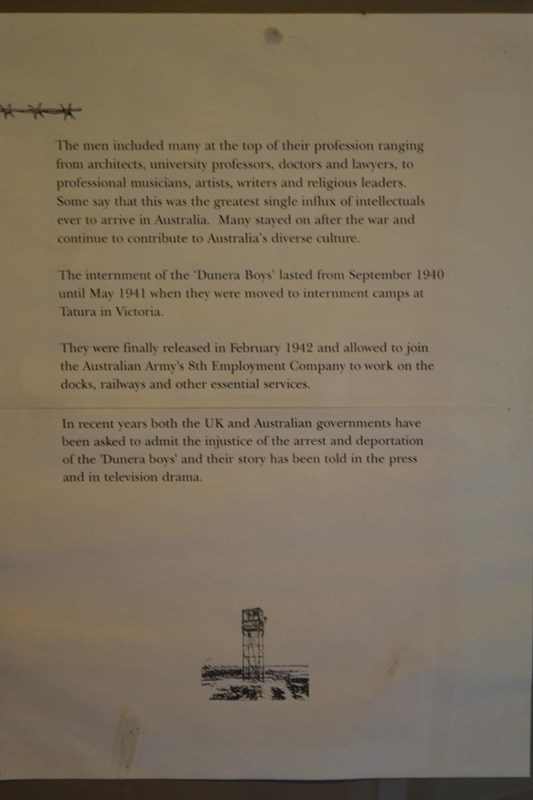 The men included many at the top of their profession ranging
from architects, university professors, doctors and lawyers, to
professional musicians, artists, writers and religious leaders.
Some say that this was the greatest single influx of intellectuals
ever to arrive in Australia.  Many stayed on after the war and
continue to contribute to Australia's diverse culture.
The internment of the 'Dunera Boys' lasted from September 1940
until May 1941 when they were moved to internment camps at
Tatura in Victoria.
They were finally released in February 1942 and allowed to join
the Australian Army's 8th Employment Company to work on the
docks, railways and other essential services.
In recent years both the UK and Australian governments have
been asked to admit the injustice of the arrest and deportation
of the 'Dunera boys' and their story has been told in the press
and in television drama.